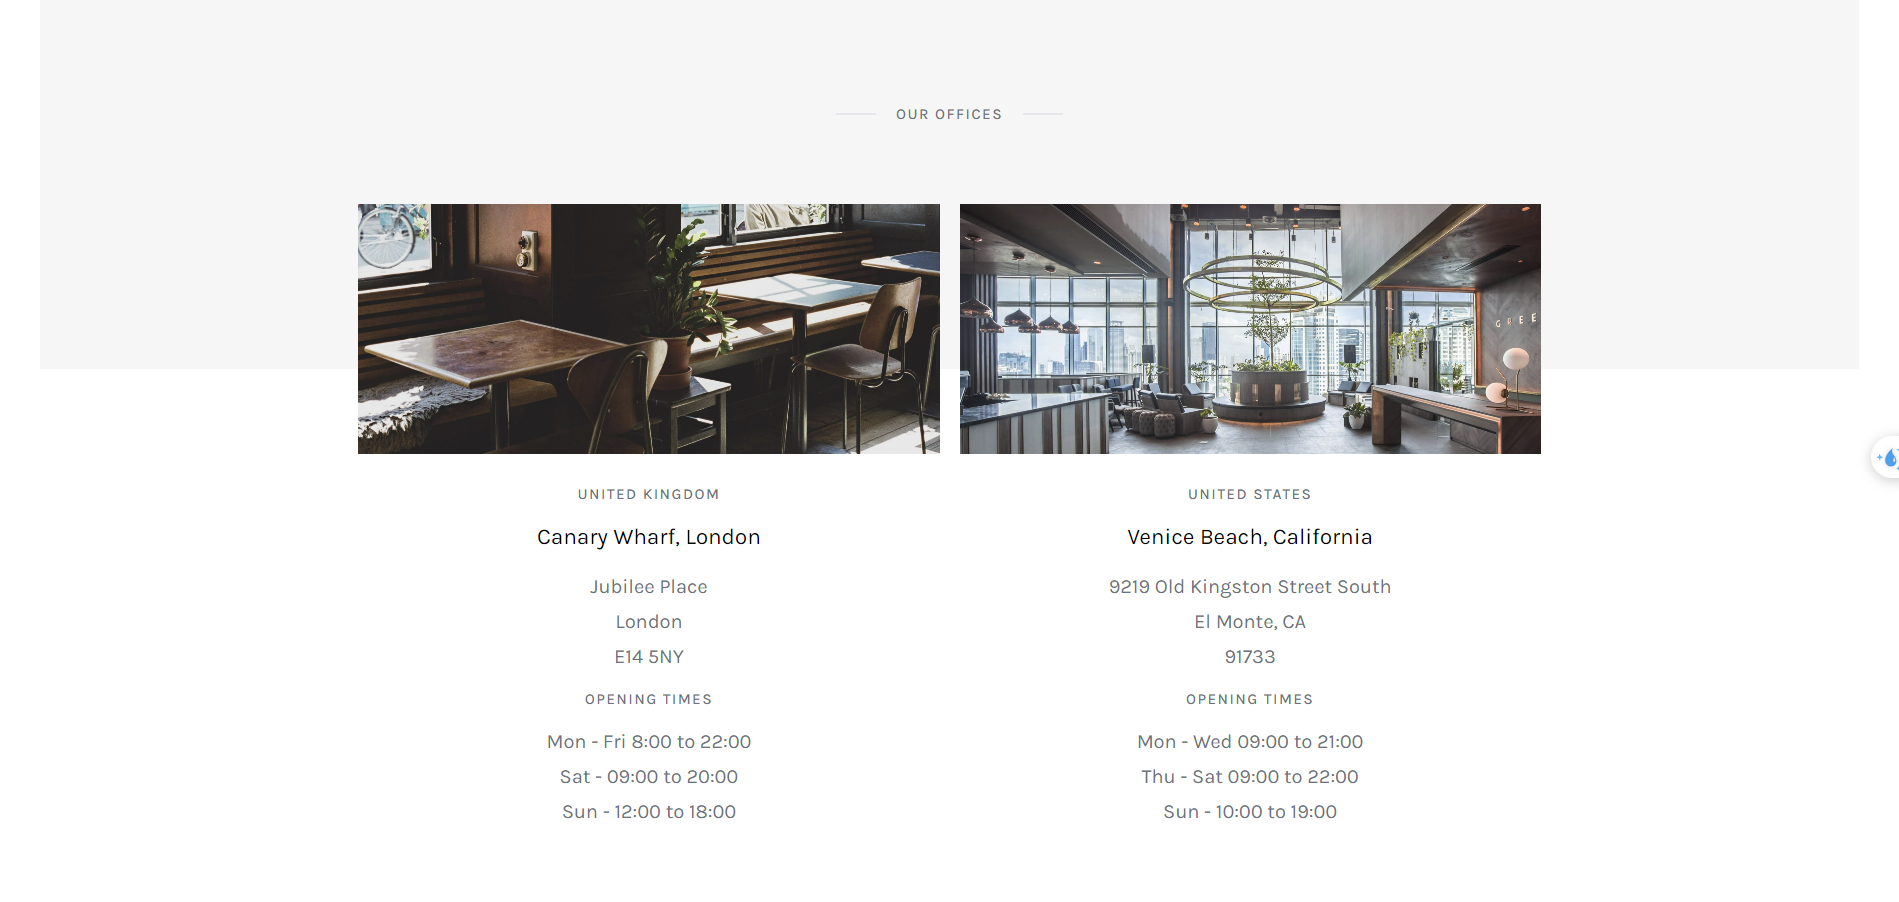 OUR OFFICES
GREE
UNITED KINGDOM
Canary Wharf, London
Jubilee Place
London
E14 5NY
OPENING TIMES
Mon - Fri 8:00 to 22:00
Sat - 09:00 to 20:00
Sun - 12:00 to 18:00
UNITED STATES
Venice Beach, California
9219 Old Kingston Street South
El Monte, CA
91733
OPENING TIMES
Mon - Wed 09:00 to 21:00
Thu - Sat 09:00 to 22:00
Sun - 10:00 to 19:00